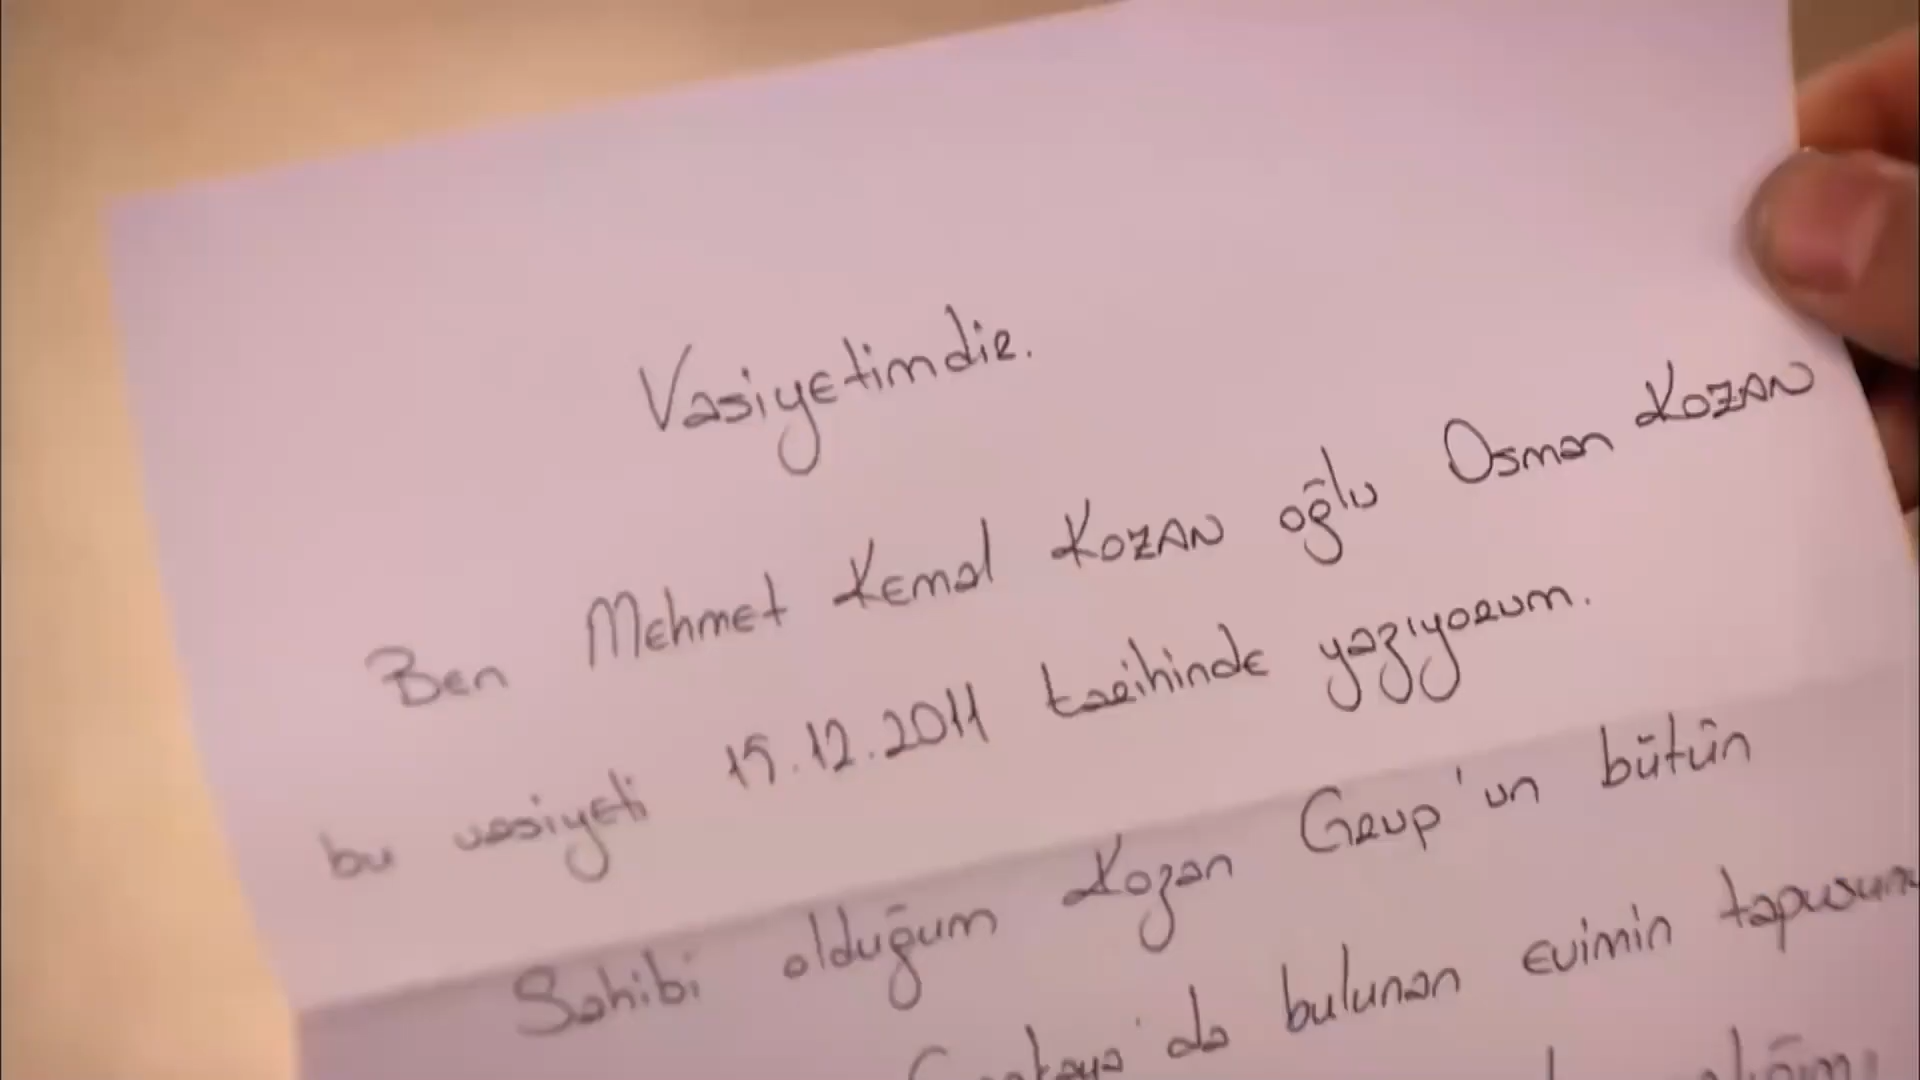 Vasiyetimdir.
Ben Mehmet Kemal KOZAN oğlu Osman KOZAN
bu vasiyeti 19.12.2011 tarihinde yazıyorum.
Sahibi olduğum Kozan Grup'un bütün
bulunan evimin tapusunu